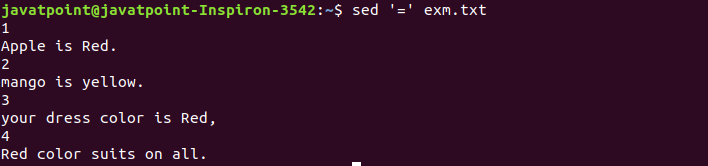 javatpoint@javatpoint-Inspiron-3542:~$ sed '=' exm.txt
1
Apple is Red.
2
mango is yellow.
3
your dress color is Red,
4
Red color suits on all.